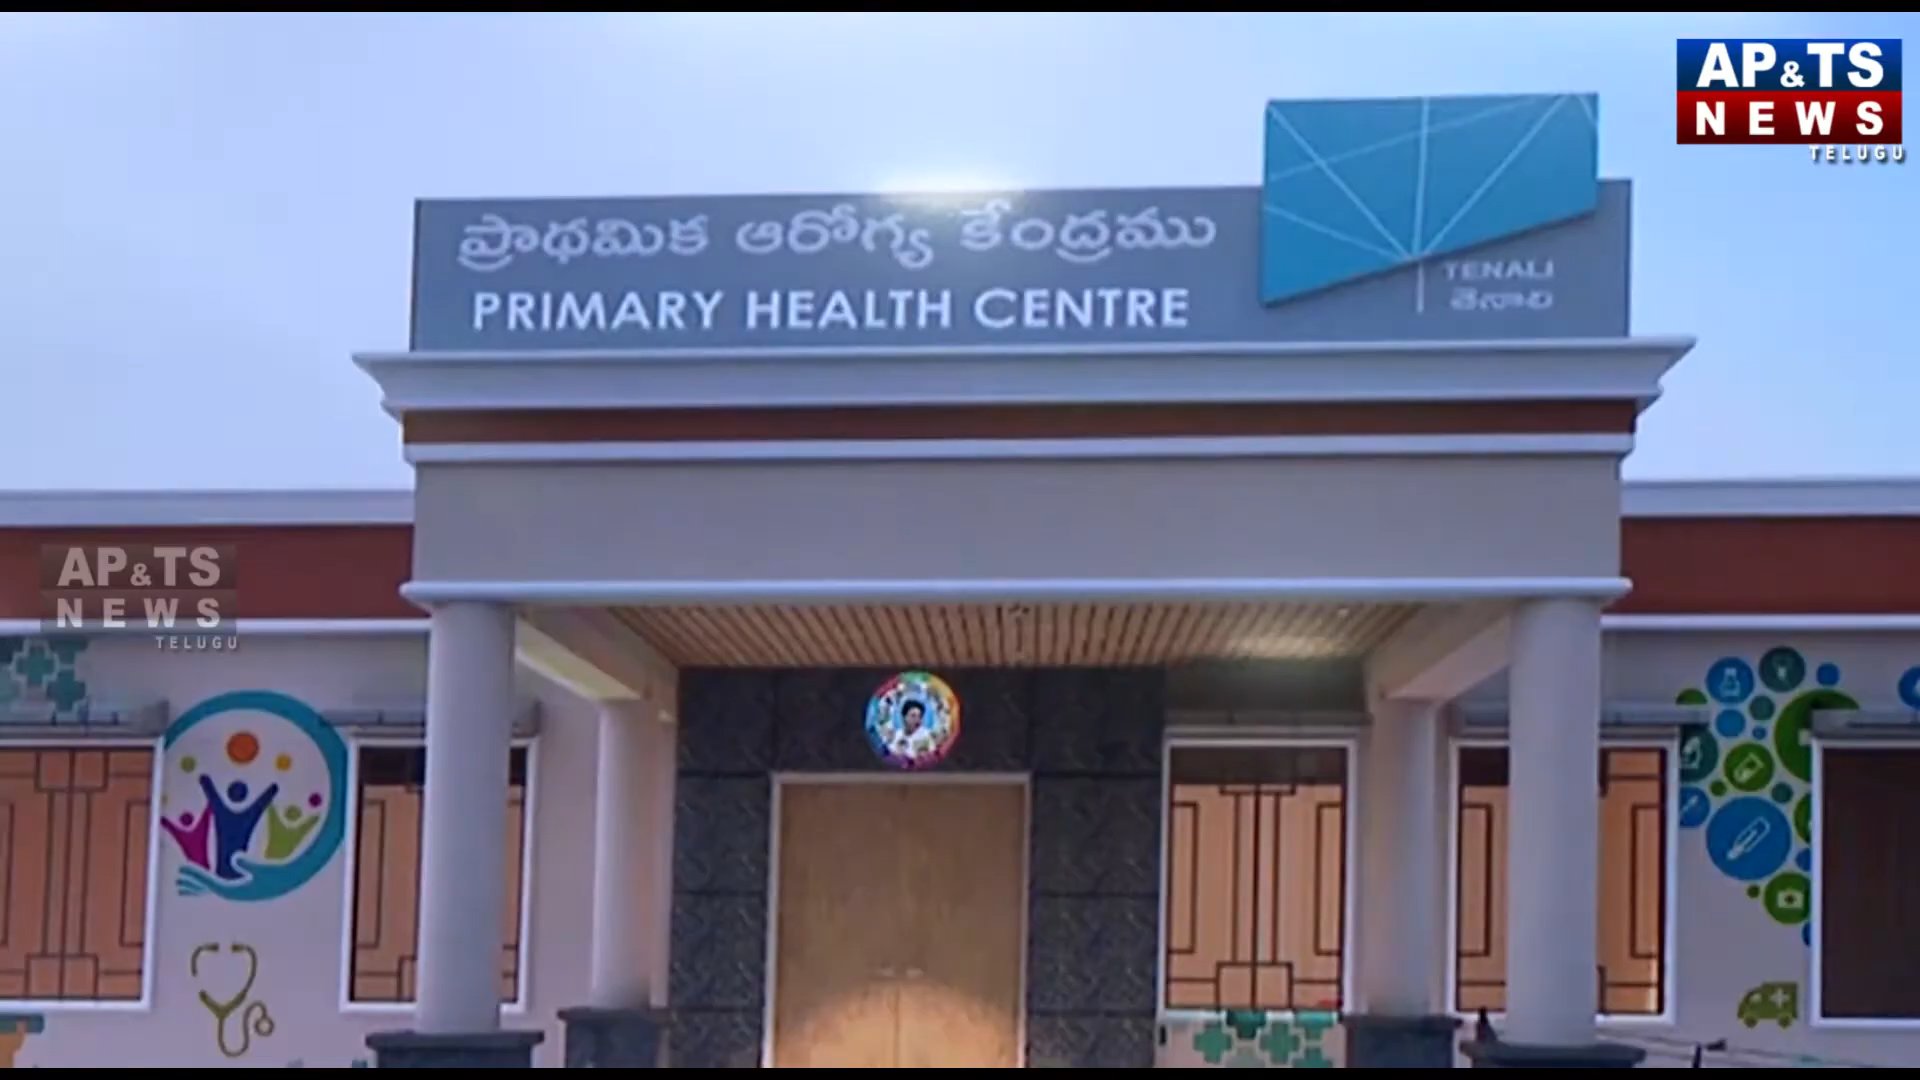 AP&TS
NEWS
TELUGU
ప్రాథమిక ఆరోగ్య కేంద్రము
PRIMARY HEALTH CENTRE
TENALI
తెనాలి
AP&TS
NEWS
TELUGU